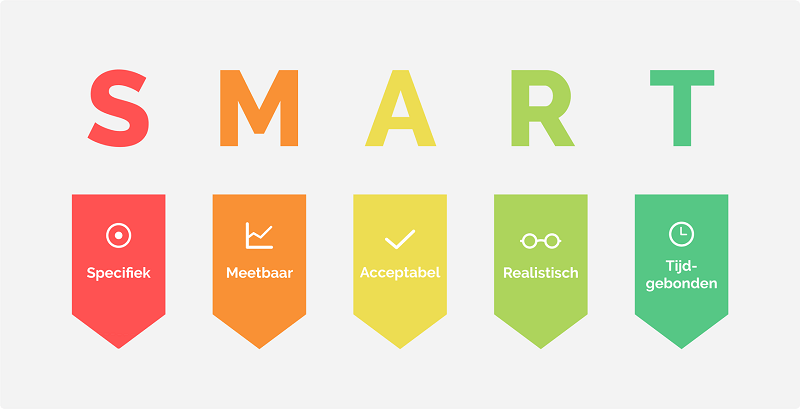 S M A R T
Specifiek
Meetbaar
Acceptabel
Realistisch
Tijd-
gebonden